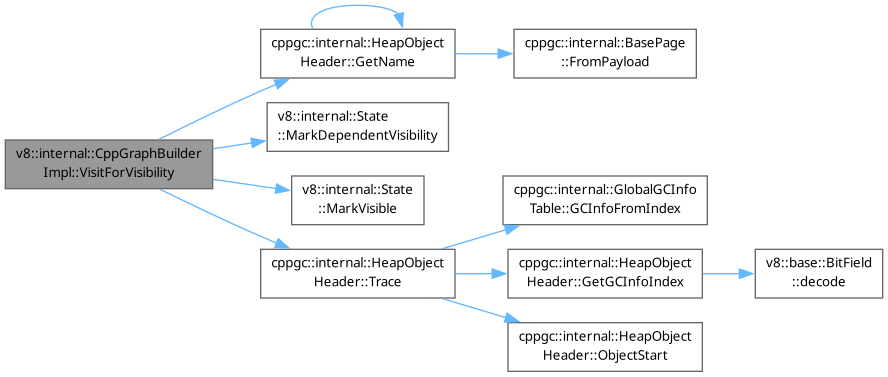 v8::internal::CppGraphBuilder
Impl::VisitForVisibility
cppgc::internal::HeapObject
Header::GetName
cppgc::internal::BasePage
::FromPayload
v8::internal::State
::MarkDependentVisibility
v8::internal::State
::MarkVisible
cppgc::internal::HeapObject
Header::Trace
cppgc::internal::GlobalGCInfo
Table::GCInfoFromIndex
cppgc::internal::HeapObject
Header::GetGCInfoIndex
v8::base::BitField
::decode
cppgc::internal::HeapObject
Header::ObjectStart